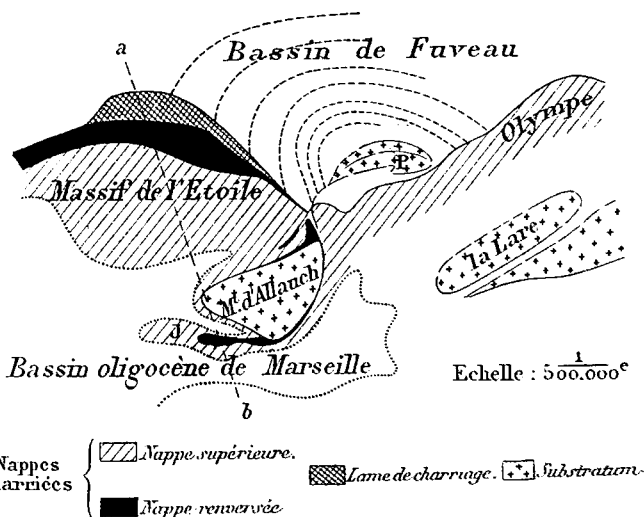 a
Bassin de Fuveau
Olympe
P
Massif de l'Etoile
la Lare
Mt d'Allauch
J
Bassin oligocène de Marseille
Echelle : 1/500.000e
b
Nappes
charriées
Nappe supérieure.
Lame de charriage.
Substratum
Nappe renversée